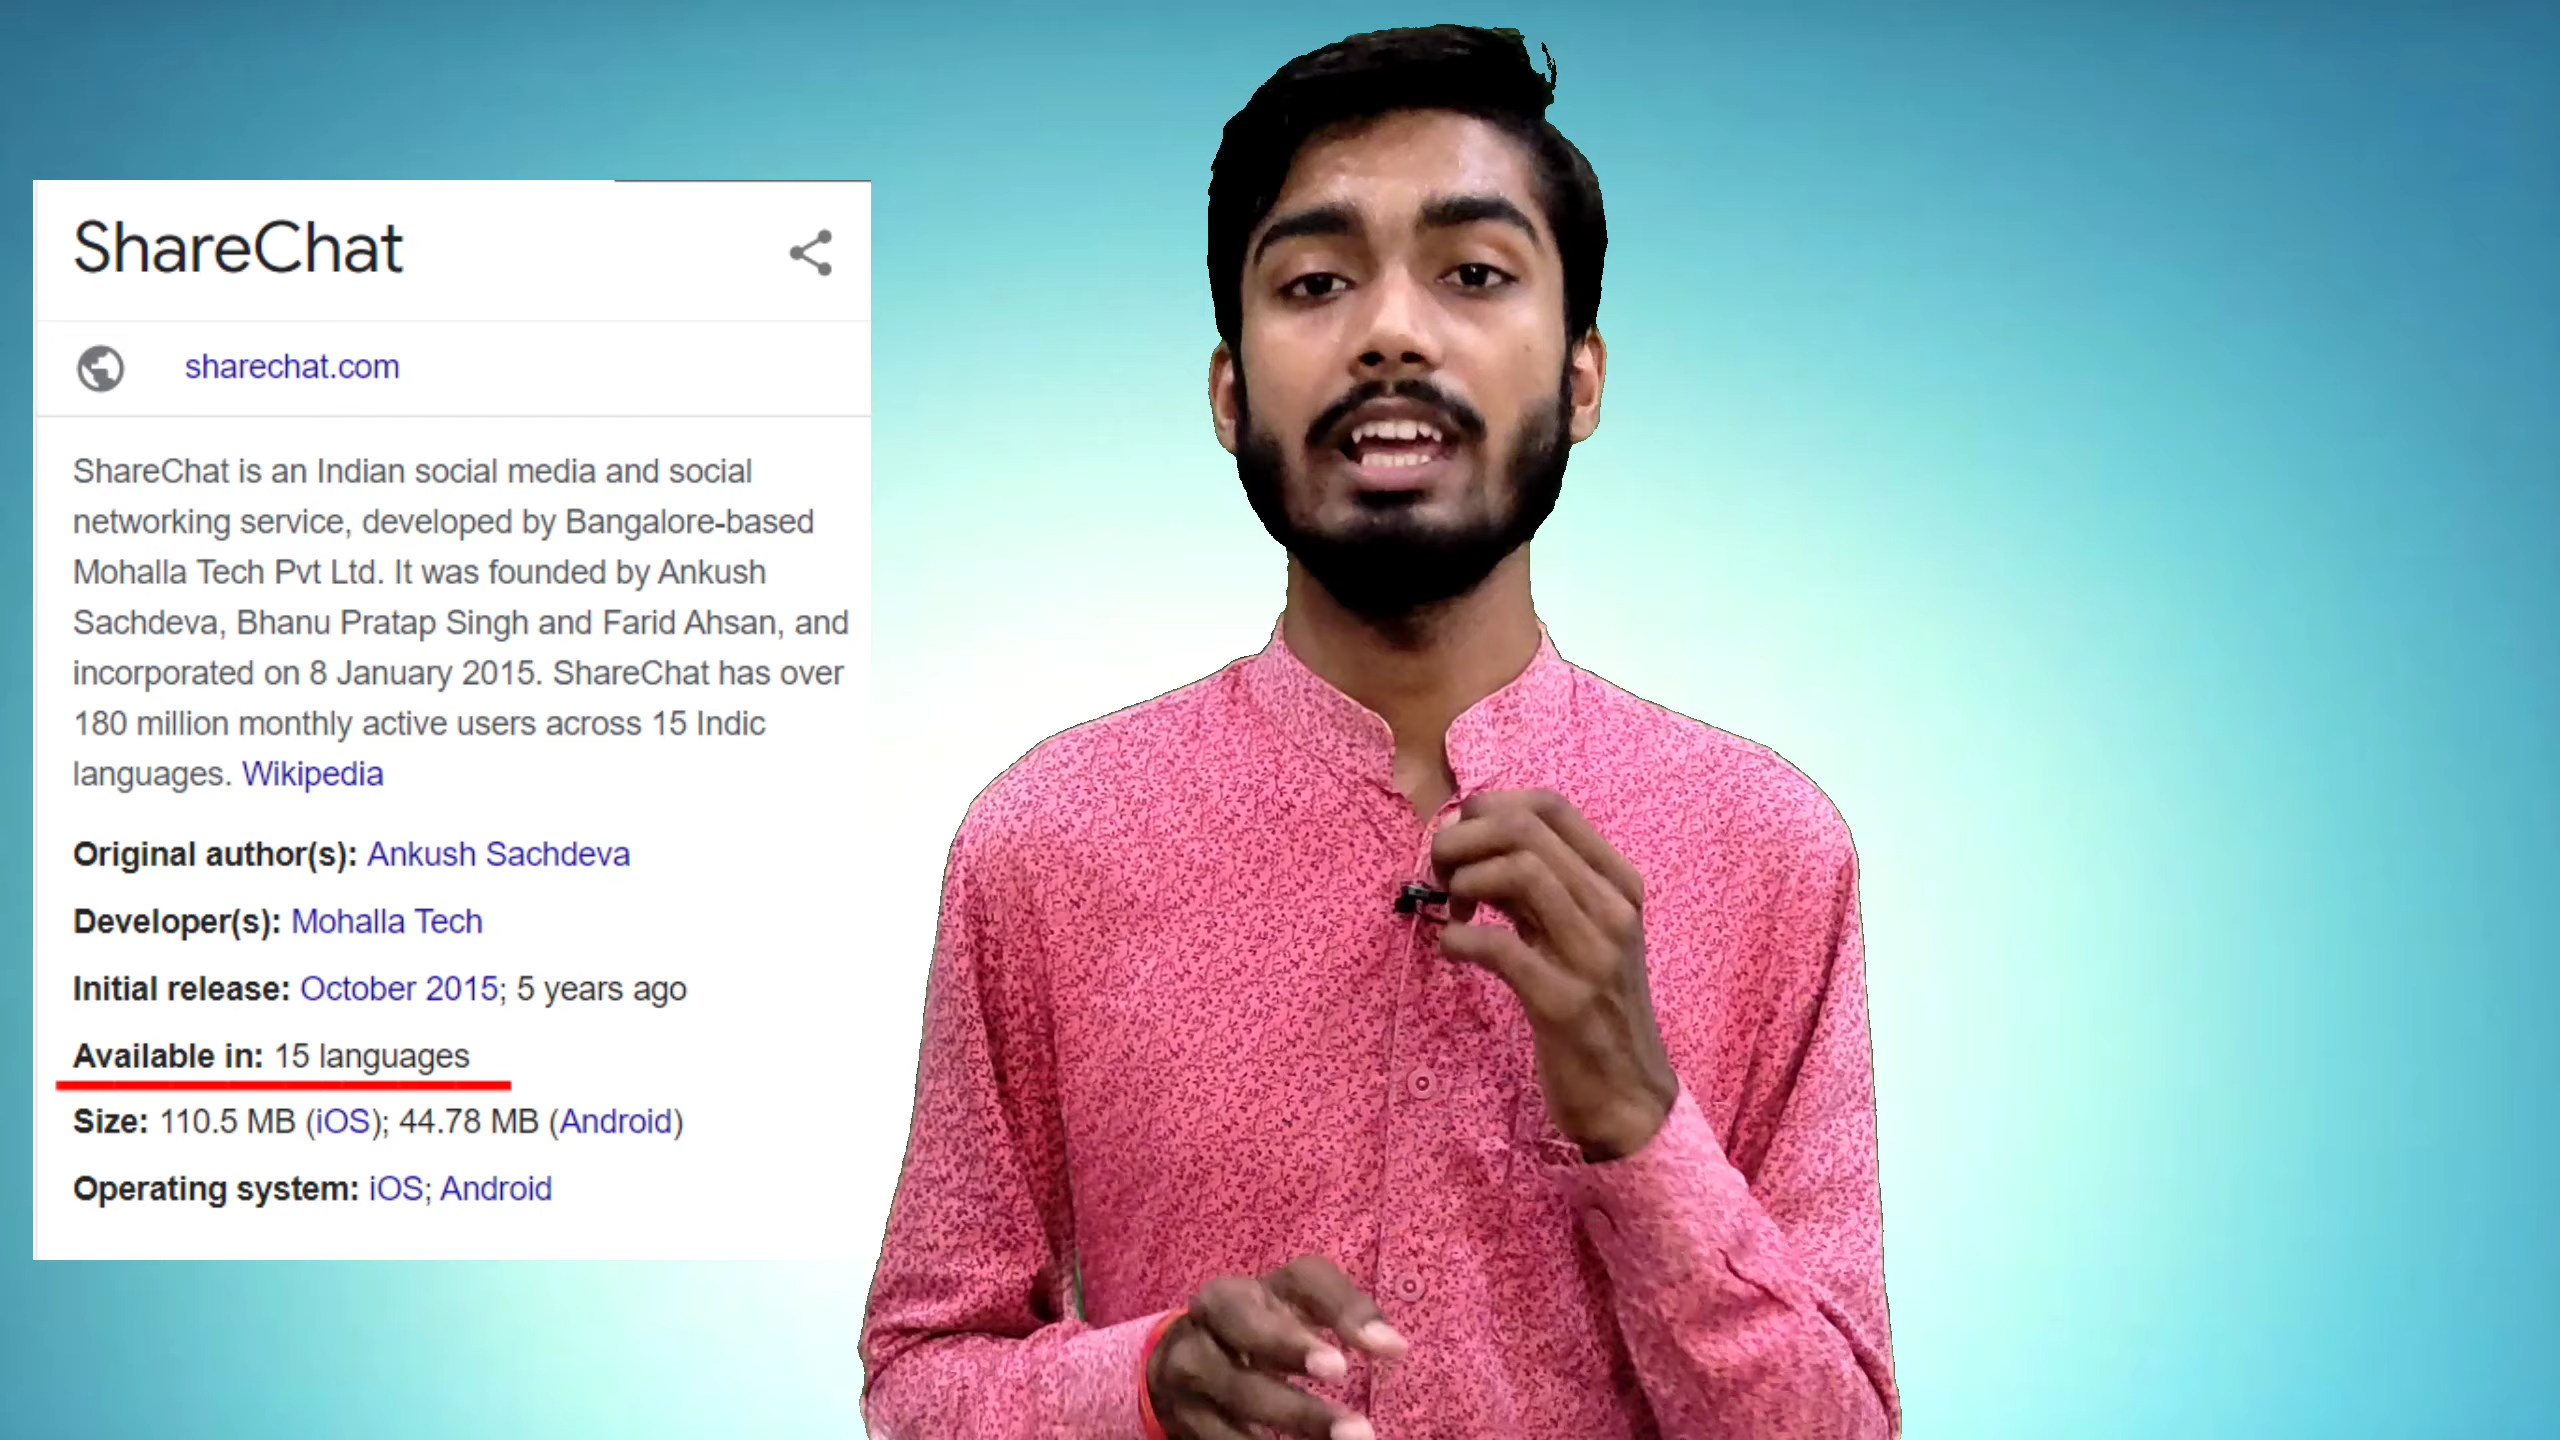 ShareChat
sharechat.com
ShareChat is an Indian social media and social
networking service, developed by Bangalore-based
Mohalla Tech Pvt Ltd. It was founded by Ankush
Sachdeva, Bhanu Pratap Singh and Farid Ahsan, and
incorporated on 8 January 2015. ShareChat has over
180 million monthly active users across 15 Indic
languages. Wikipedia
Original author(s): Ankush Sachdeva
Developer(s): Mohalla Tech
Initial release: October 2015; 5 years ago
Available in: 15 languages
Size: 110.5 MB (iOS); 44.78 MB (Android)
Operating system: iOS; Android